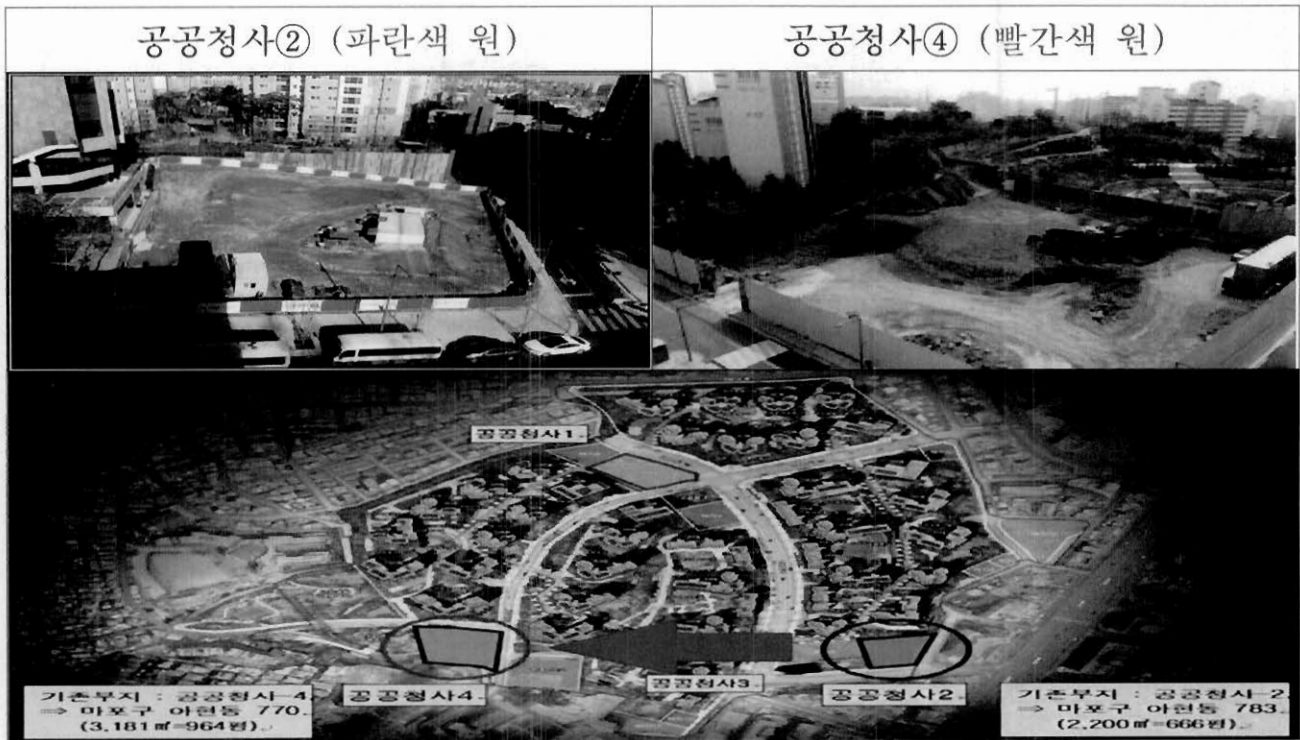 공공청사② (파란색 원)
공공청사④ (빨간색 원)
공공청사1.
공공청사4.
공공청사3
공공청사2.
기존부지 : 공공청사-4
⇒ 마포구 아현동 770.
(3,181㎡=964평)
기존부지 : 공공청사-2
⇒ 마포구 아현동 783.
(2,200㎡=666평)